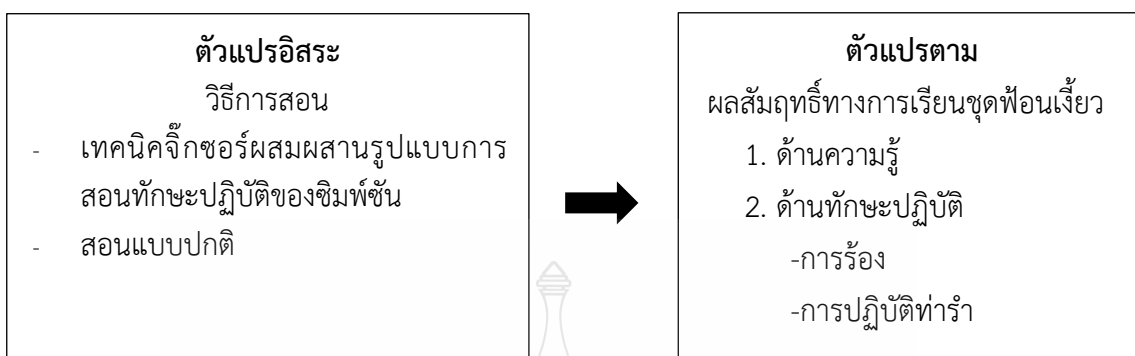 ตัวแปรอิสระ
วิธีการสอน
- เทคนิคจิ๊กซอร์ผสมผสานรูปแบบการ
สอนทักษะปฏิบัติของซิมพ์ซัน
- สอนแบบปกติ
ตัวแปรตาม
ผลสัมฤทธิ์ทางการเรียนชุดฟ้อนเงี้ยว
1. ด้านความรู้
2. ด้านทักษะปฏิบัติ
-การร้อง
-การปฏิบัติท่ารำ